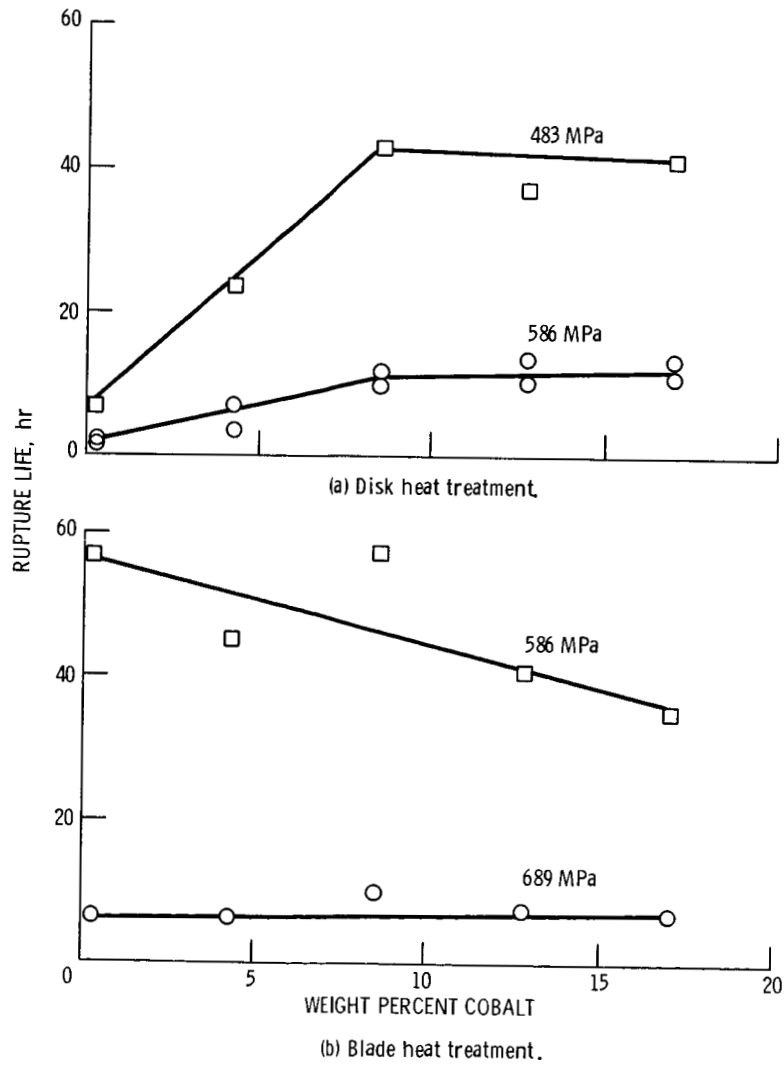 60
40
20
0
483 MPa
586 MPa
(a) Disk heat treatment.
RUPTURE LIFE, hr
60
40
20
0
586 MPa
689 MPa
5
10
15
20
WEIGHT PERCENT COBALT
(b) Blade heat treatment.